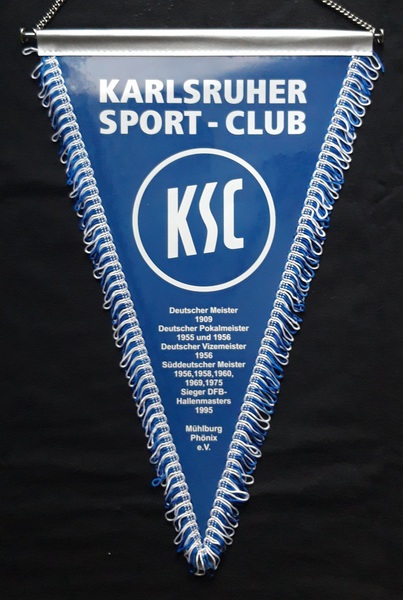 KARLSRUHER
SPORT - CLUB
KSC
Deutscher Meister
1909
Deutscher Pokalmeister
1955 und 1956
Deutscher Vizemeister
1956
Süddeutscher Meister
1956,1958,1960,
1969,1975
Sieger DFB-
Hallenmasters
1995
Mühlburg
Phönix
e.V.